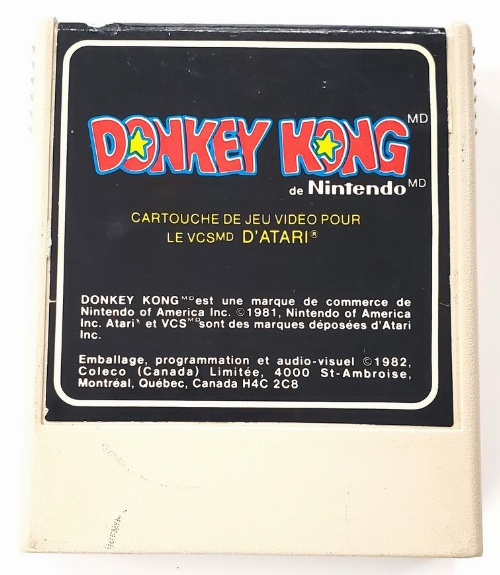 DONKEY KONG MD
de Nintendo MD
CARTOUCHE DE JEU VIDEO POUR
LE VCS MD D'ATARI ®
DONKEY KONG MD est une marque de commerce de
Nintendo of America Inc. © 1981, Nintendo of America
Inc. Atari ® et VCS MD sont des marques déposées d'Atari
Inc.
Emballage, programmation et audio-visuel © 1982,
Coleco (Canada) Limitée, 4000 St-Ambroise,
Montréal, Québec, Canada H4C 2C8